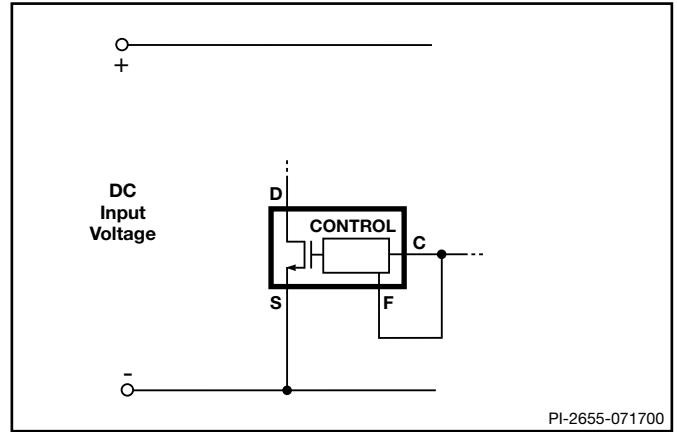 +
DC
Input
Voltage
D
CONTROL
C
S
F
-
PI-2655-071700